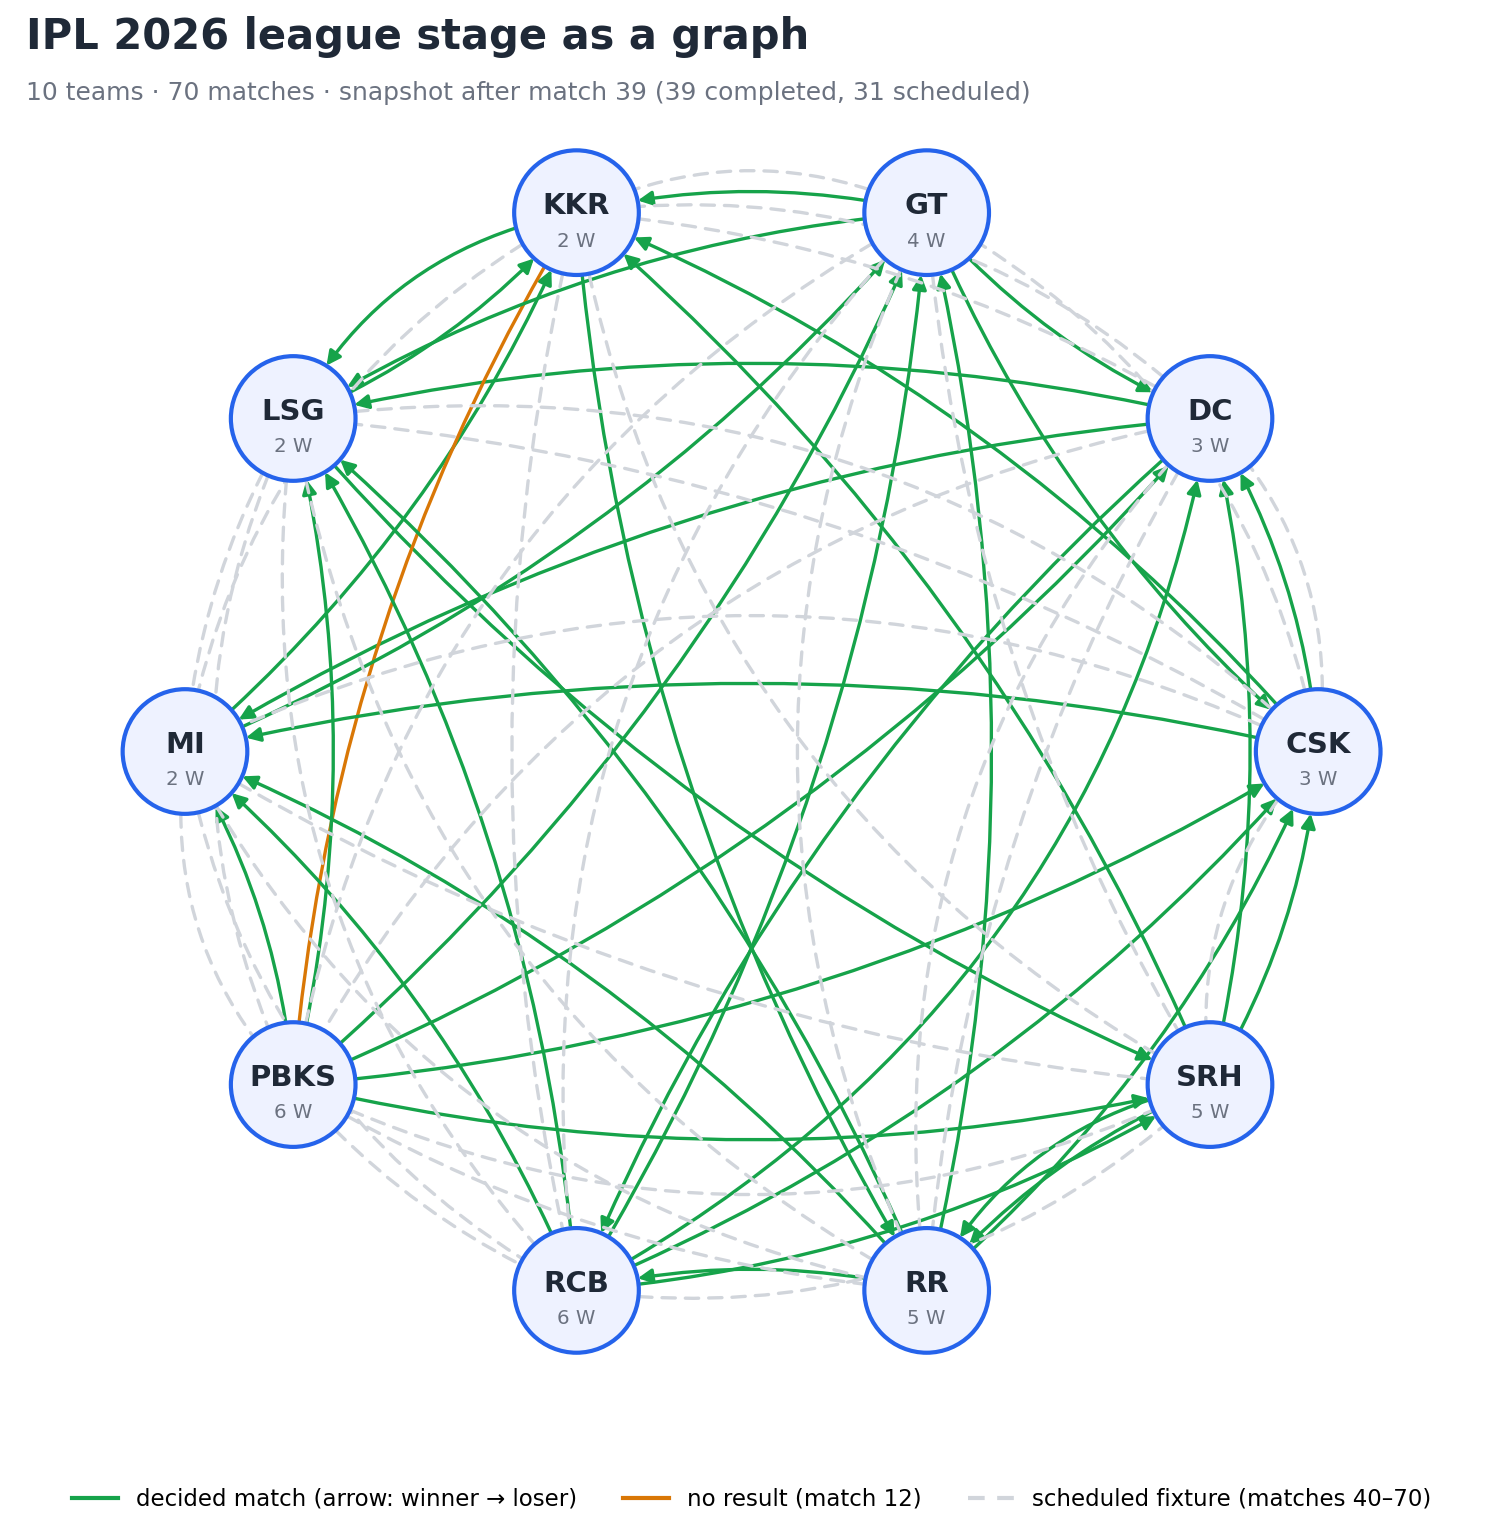 IPL 2026 league stage as a graph
10 teams · 70 matches · snapshot after match 39 (39 completed, 31 scheduled)
KKR
2 W
GT
4 W
LSG
2 W
DC
3 W
MI
2 W
CSK
3 W
PBKS
6 W
SRH
5 W
RCB
6 W
RR
5 W
decided match (arrow: winner → loser)
no result (match 12)
scheduled fixture (matches 40–70)